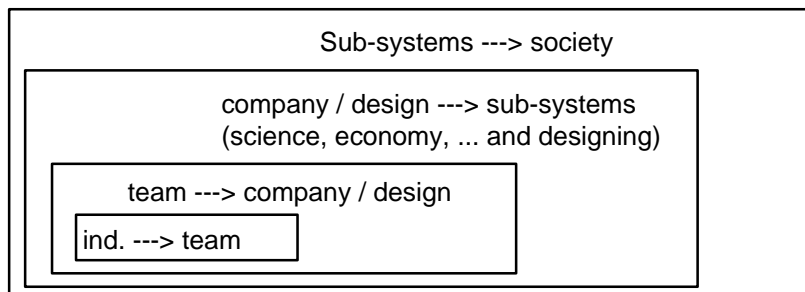 Sub-systems ---> society
company / design ---> sub-systems
(science, economy, ... and designing)
team ---> company / design
ind. ---> team